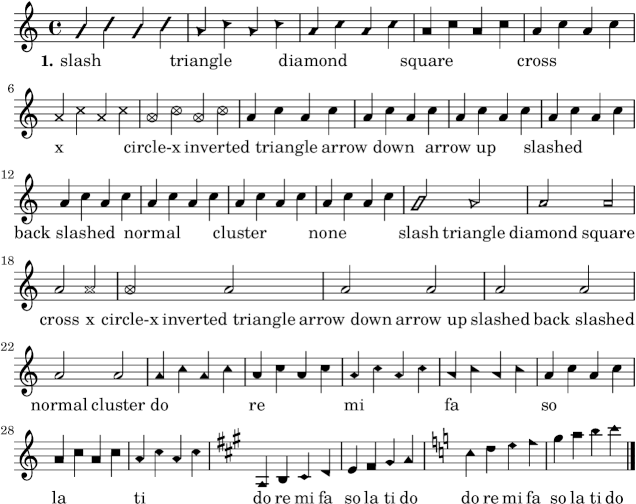 1. slash triangle diamond square cross
6
x circle-x inverted triangle arrow down arrow up slashed
12
back slashed normal cluster none slash triangle diamond square
18
cross x circle-x inverted triangle arrow down arrow up slashed back slashed
22
normal cluster do re mi fa so
28
la ti do re mi fa so la ti do do re mi fa so la ti do